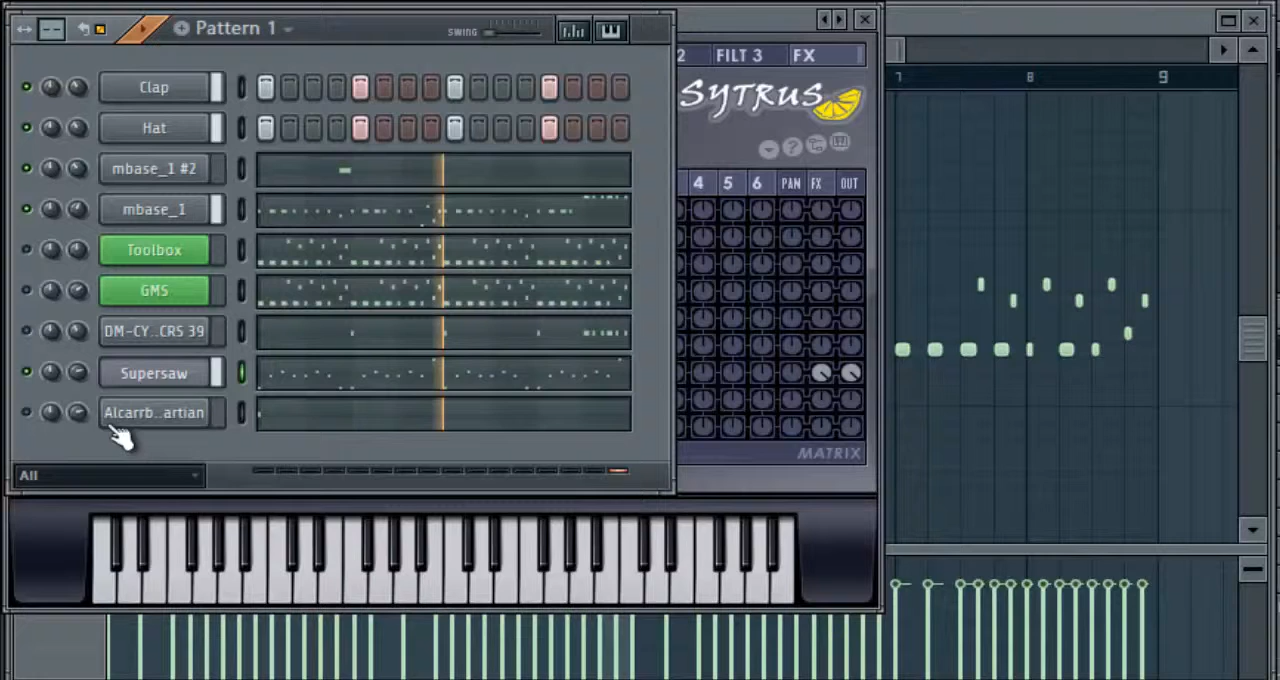 Pattern 1
SWING
Clap
Hat
mbase_1 #2
mbase_1
Toolbox
GMS
DM-CY..CRS 39
Supersaw
Alcarrb..artian
All
2 FILT 3 FX
SYTRUS
4 5 6 PAN FX OUT
MATRIX
7 8 9